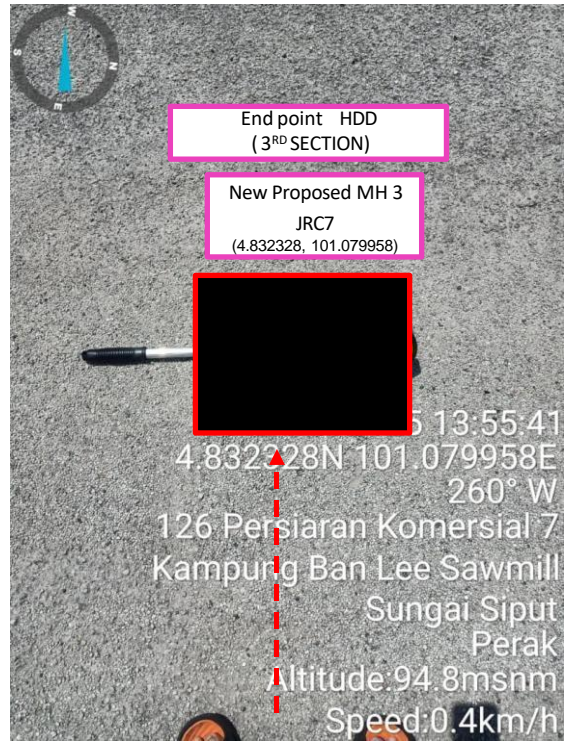 W
S
N
E
End point HDD
( 3RD SECTION)
New Proposed MH 3
JRC7
(4.832328, 101.079958)
5 13:55:41
4.832328N 101.079958E
260° W
126 Persiaran Komersial 7
Kampung Ban Lee Sawmill
Sungai Siput
Perak
Altitude:94.8msnm
Speed:0.4km/h